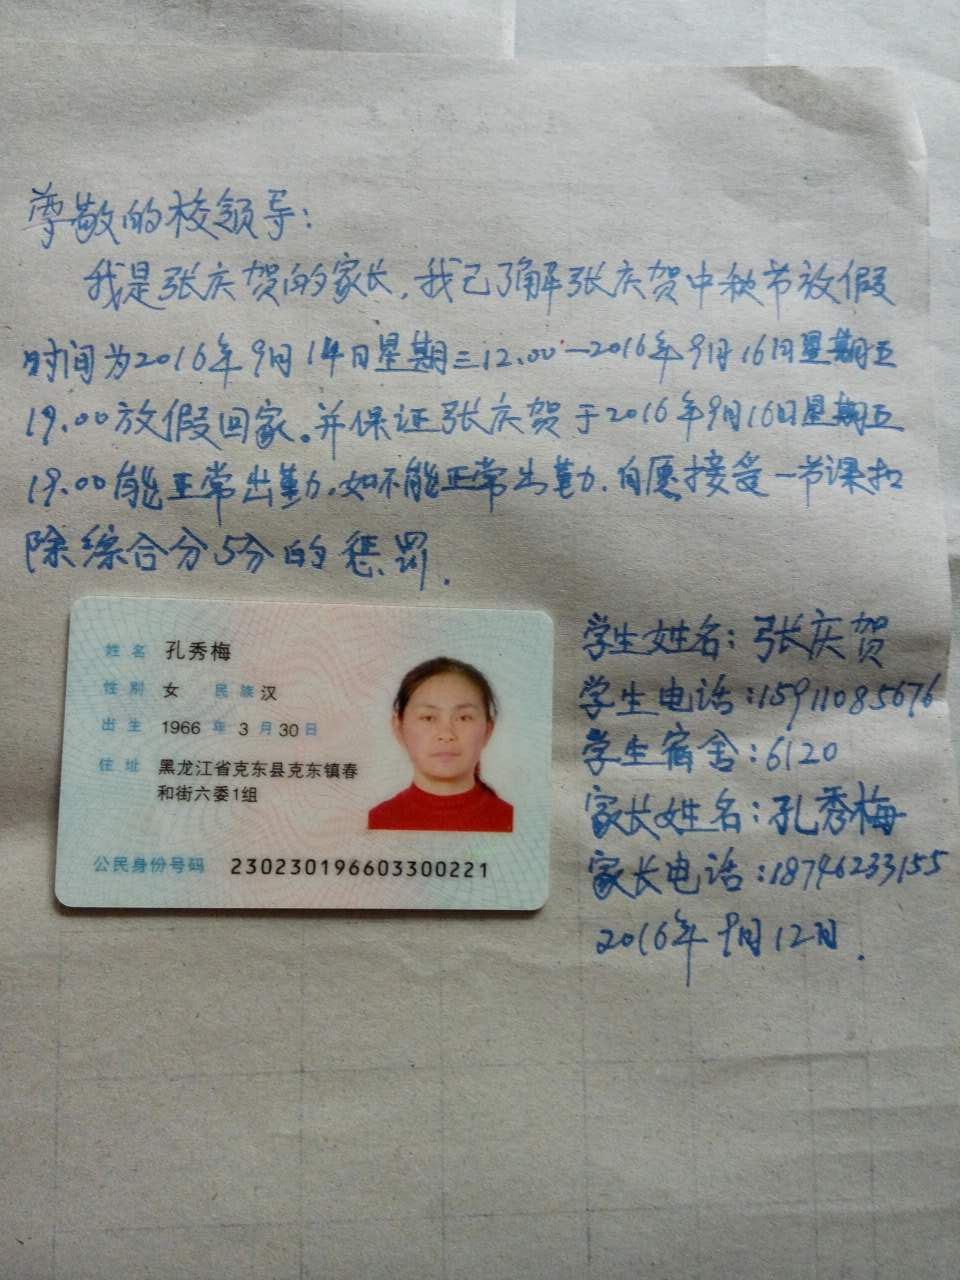 尊敬的校领导：
我是张庆贺的家长，我已了解张庆贺中秋节放假
时间为2016年9月14日星期三12.00—2016年9月16日星期五
19.00放假回家。并保证张庆贺于2016年9月16日星期五
19.00能正常出勤，如不能正常出勤，自愿接受一节课扣
除综合分5分的惩罚.
姓名 孔秀梅
性别 女 民族 汉
出生 1966年3月30日
住址 黑龙江省克东县克东镇春
和街六委1组
公民身份号码 230230196603300221
学生姓名：张庆贺
学生电话：15911085676
学生宿舍：6120
家长姓名：孔秀梅
家长电话：18746233155
2016年9月12日.